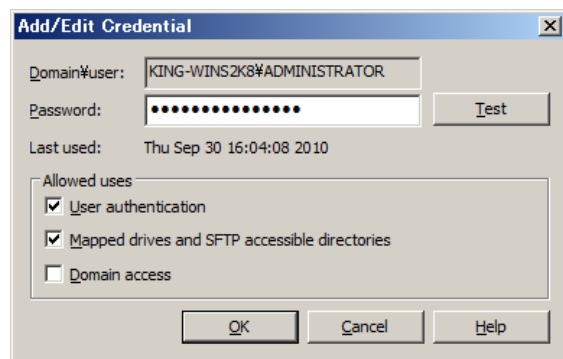 Add/Edit Credential
Domain¥user: KING-WINS2K8¥ADMINISTRATOR
Password: ●●●●●●●●●●●●●●● Test
Last used: Thu Sep 30 16:04:08 2010
Allowed uses
User authentication
Mapped drives and SFTP accessible directories
Domain access
OK Cancel Help